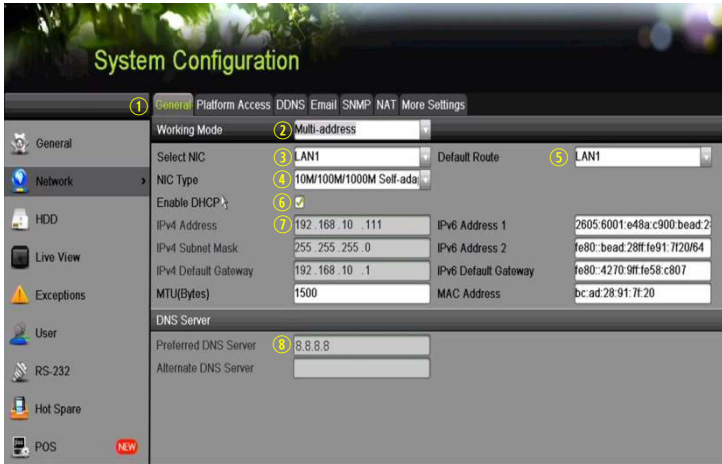 System Configuration
① General Platform Access DDNS Email SNMP NAT More Settings
Working Mode ② Multi-address
General
Select NIC ③ LAN1 Default Route ⑤ LAN1
NIC Type ④ 10M/100M/1000M Self-adap
Network
Enable DHCP ⑥
IPv4 Address ⑦ 192.168.10.111 IPv6 Address 1 2605:6001:e48a:c900:bead:2
HDD
IPv4 Subnet Mask 255.255.255.0 IPv6 Address 2 fe80::bead:28ff:fe91:7f20/64
Live View
IPv4 Default Gateway 192.168.10.1 IPv6 Default Gateway fe80::4270:9ff:fe58:c807
Exceptions
MTU(Bytes) 1500 MAC Address bc:ad:28:91:7f:20
DNS Server
User
Preferred DNS Server ⑧ 8.8.8.8
Alternate DNS Server
RS-232
Hot Spare
POS NEW